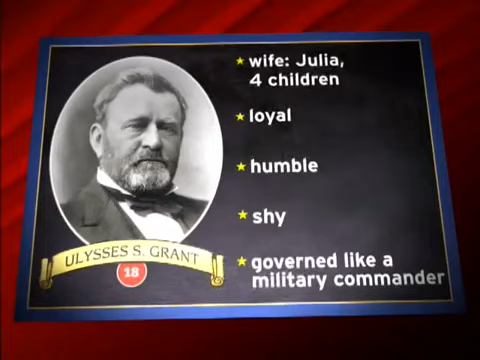 wife: Julia,
4 children
loyal
humble
shy
governed like a
military commander
ULYSSES S. GRANT
18